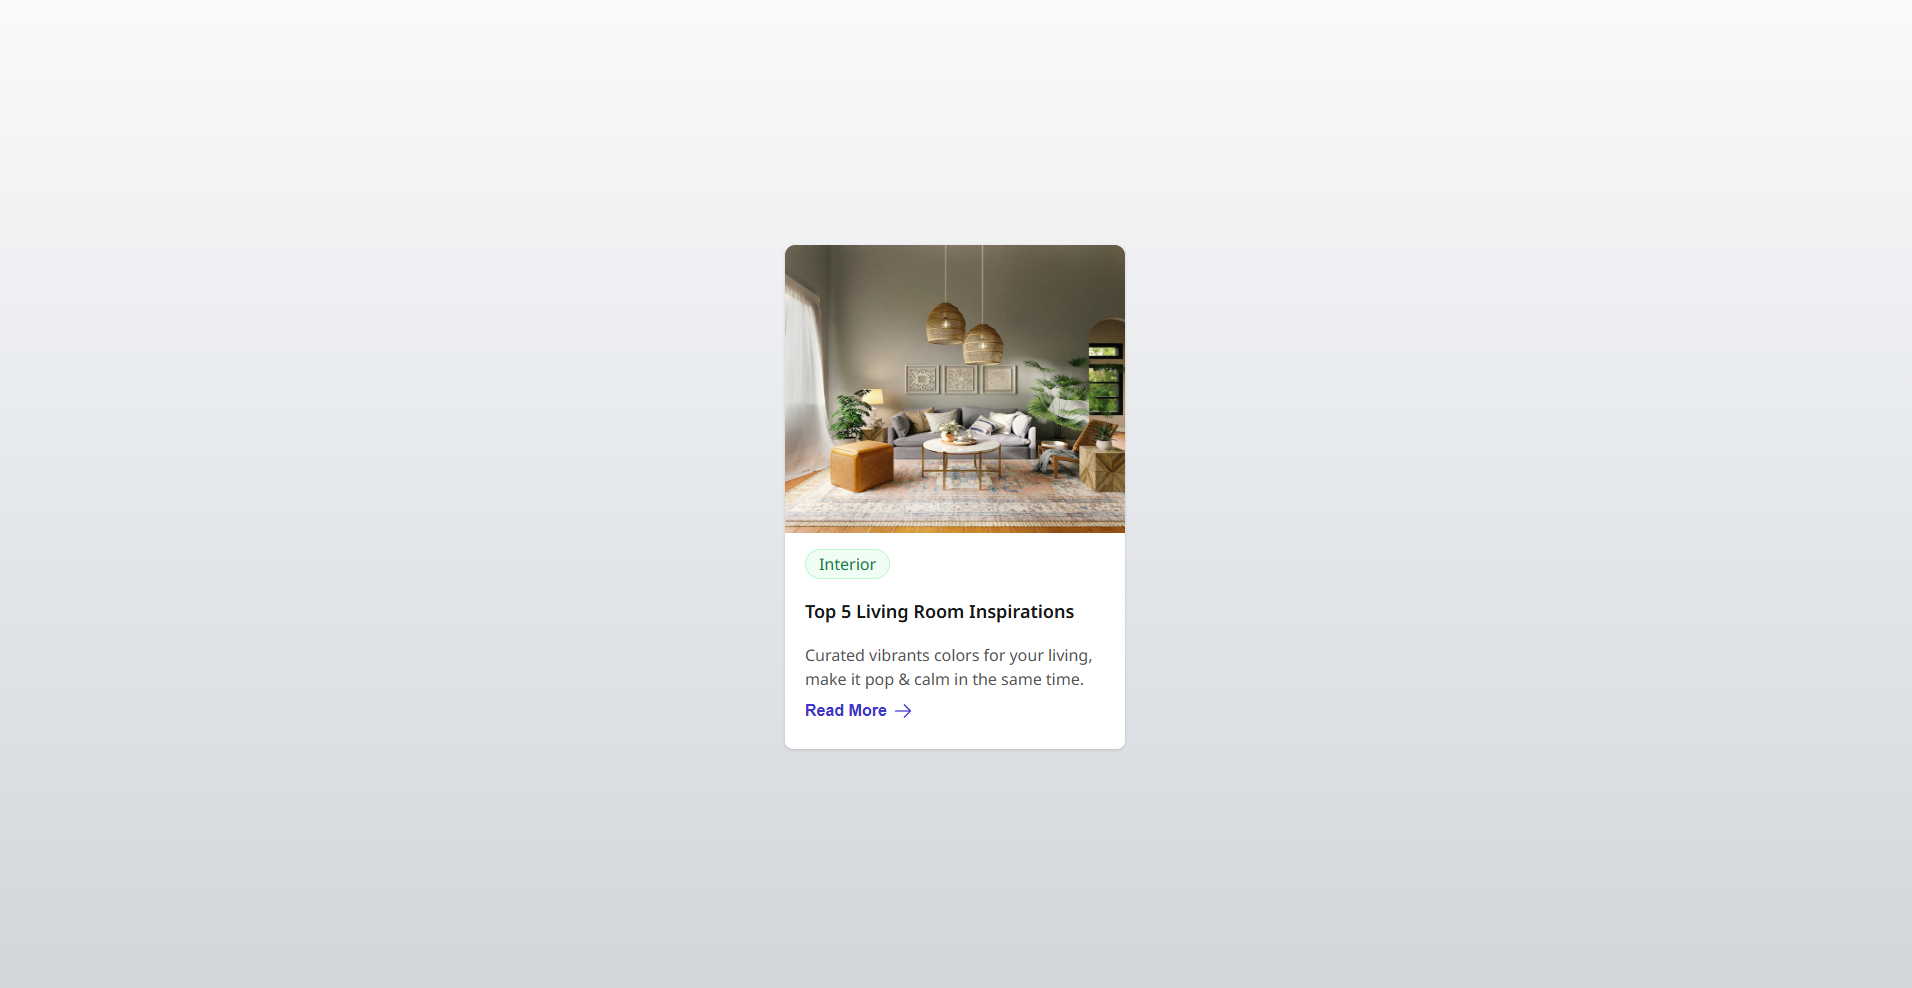 Interior
Top 5 Living Room Inspirations
Curated vibrants colors for your living,
make it pop & calm in the same time.
Read More